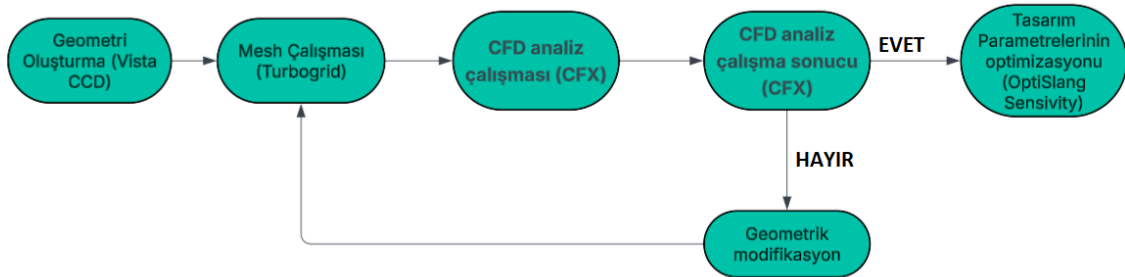 Geometri
Oluşturma (Vista
CCD)
Mesh Çalışması
(Turbogrid)
CFD analiz
çalışması (CFX)
CFD analiz
çalışma sonucu
(CFX)
EVET
Tasarım
Parametrelerinin
optimizasyonu
(OptiSlang
Sensivity)
HAYIR
Geometrik
modifikasyon